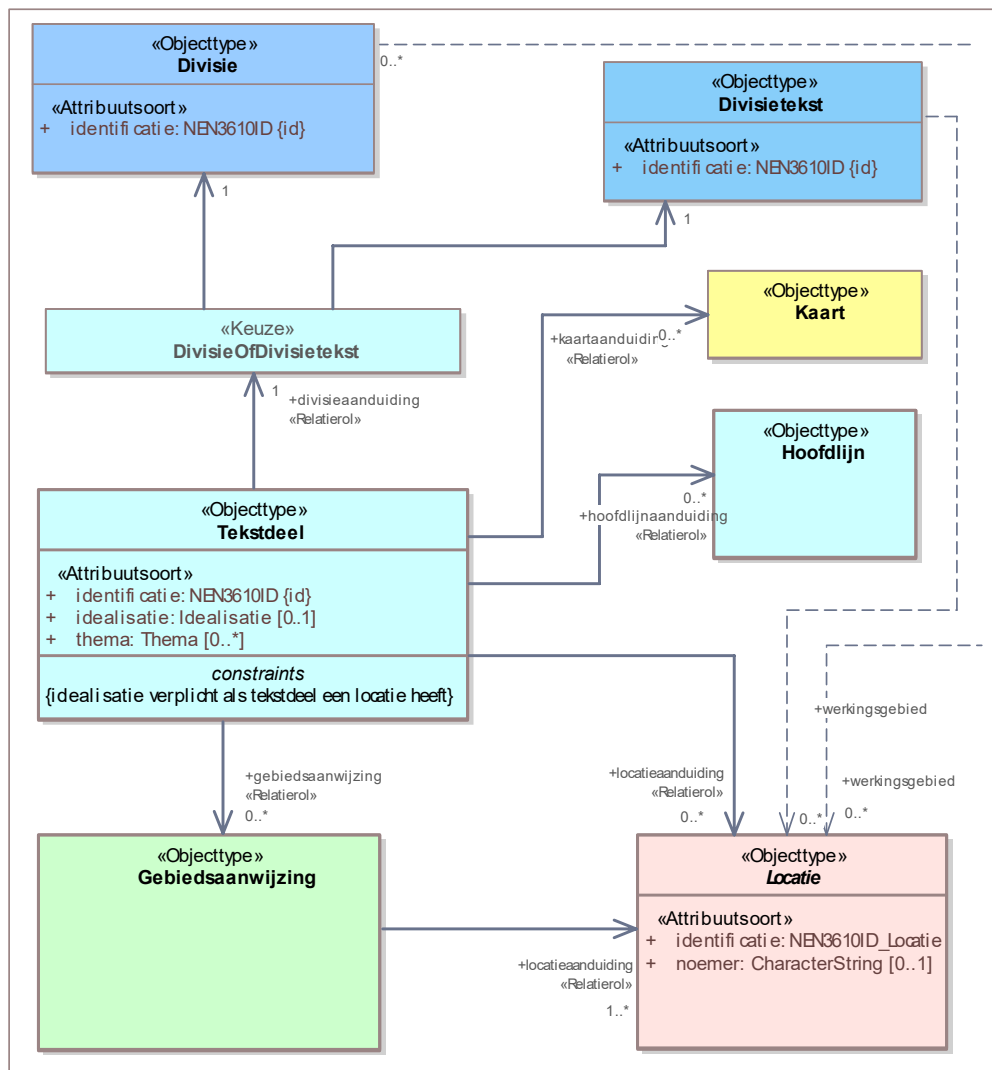 «Objecttype»
Divisie
«Attribuutsoort»
+ identificatie: NEN3610ID {id}
0..*
«Objecttype»
Divisietekst
«Attribuutsoort»
+ identificatie: NEN3610ID {id}
1
1
«Keuze»
DivisieOfDivisietekst
«Objecttype»
Kaart
+kaartaanduiding
0..*
«Relatierol»
1
+divisieaanduiding
«Relatierol»
«Objecttype»
Hoofdlijn
0..*
+hoofdlijnaanduiding
«Relatierol»
«Objecttype»
Tekstdeel
«Attribuutsoort»
+ identificatie: NEN3610ID {id}
+ idealisatie: Idealisatie [0..1]
+ thema: Thema [0..*]
constraints
{idealisatie verplicht als tekstdeel een locatie heeft}
+werkingsgebied
+gebiedsaanwijzing
«Relatierol»
0..*
+locatieaanduiding
«Relatierol»
0..*
+werkingsgebied
0..*
0..*
«Objecttype»
Gebiedsaanwijzing
«Objecttype»
Locatie
«Attribuutsoort»
+ identificatie: NEN3610ID_Locatie
+ noemer: CharacterString [0..1]
+locatieaanduiding
«Relatierol»
1..*